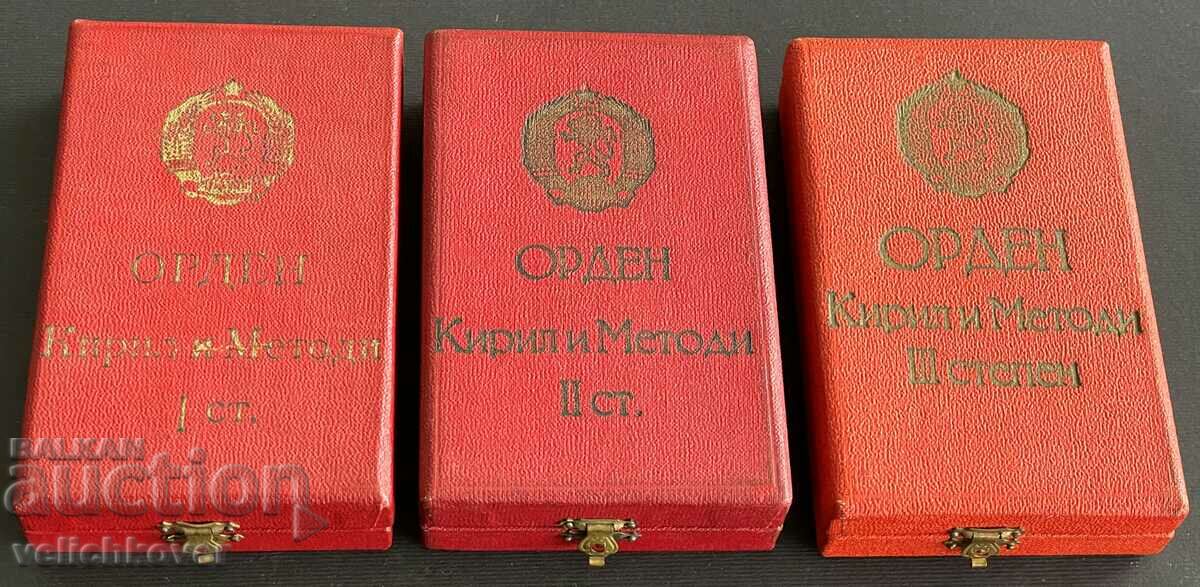 ОРДЕН
Кирил и Методи
I ст.
ОРДЕН
Кирил и Методи
II ст.
ОРДЕН
Кирил и Методи
III степен
BALKAN
auction
velichkover